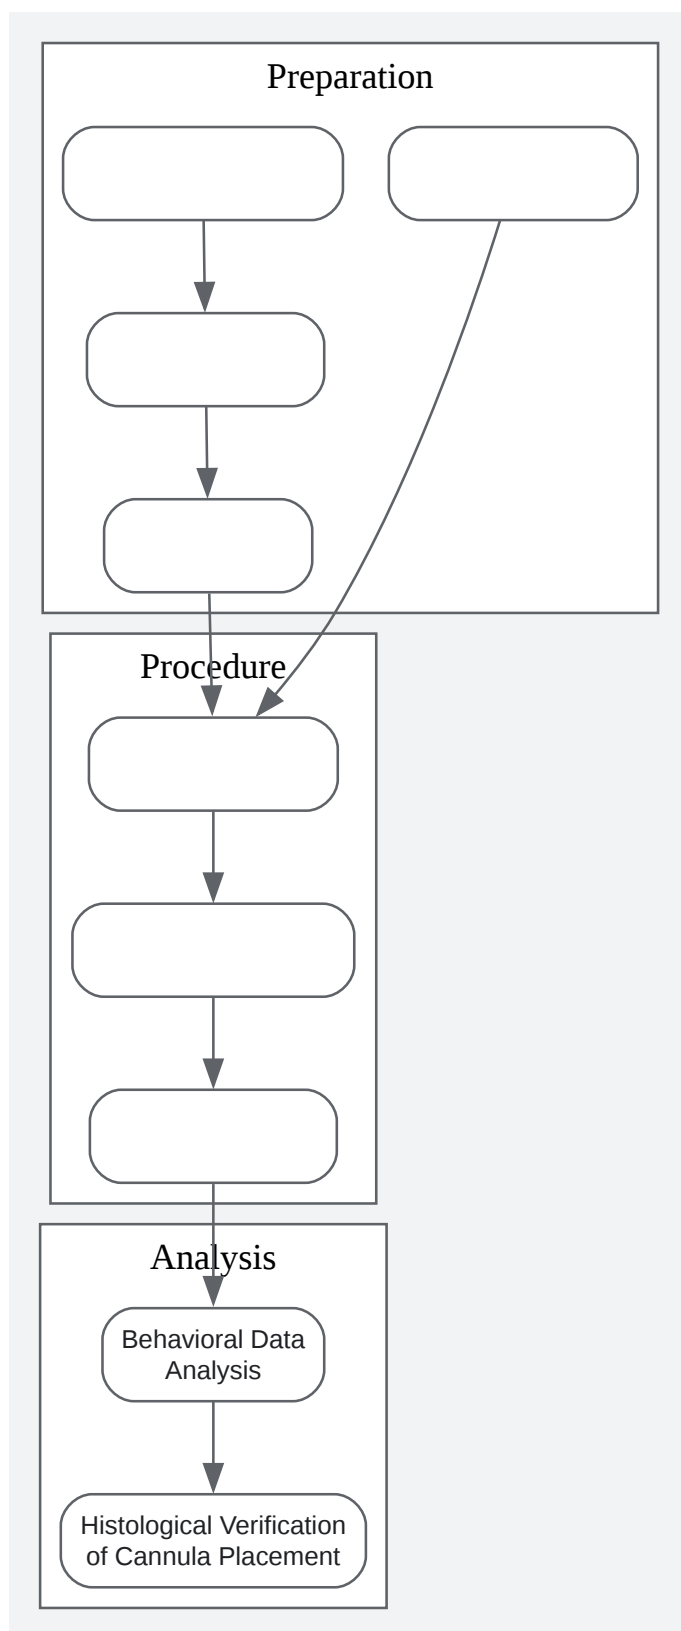 Preparation
Procedure
Analysis
Behavioral Data
Analysis
Histological Verification
of Cannula Placement